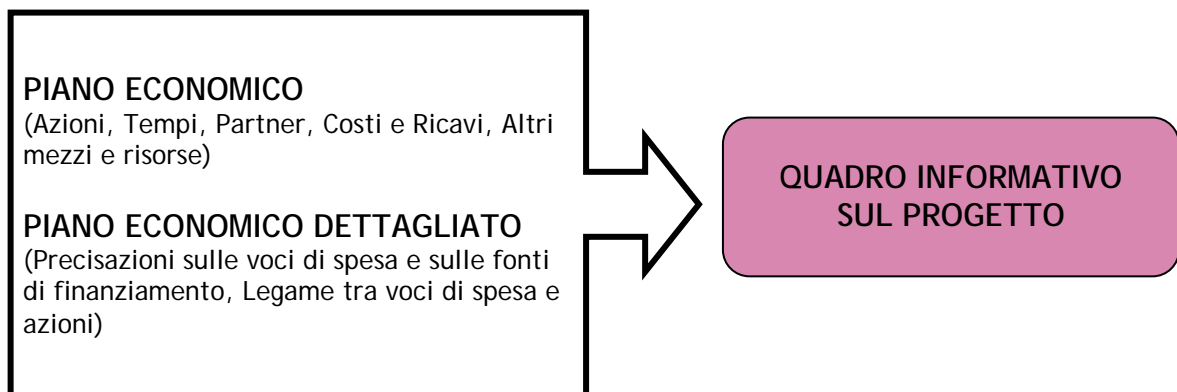 PIANO ECONOMICO
(Azioni, Tempi, Partner, Costi e Ricavi, Altri
mezzi e risorse)
PIANO ECONOMICO DETTAGLIATO
(Precisazioni sulle voci di spesa e sulle fonti
di finanziamento, Legame tra voci di spesa e
azioni)
QUADRO INFORMATIVO
SUL PROGETTO